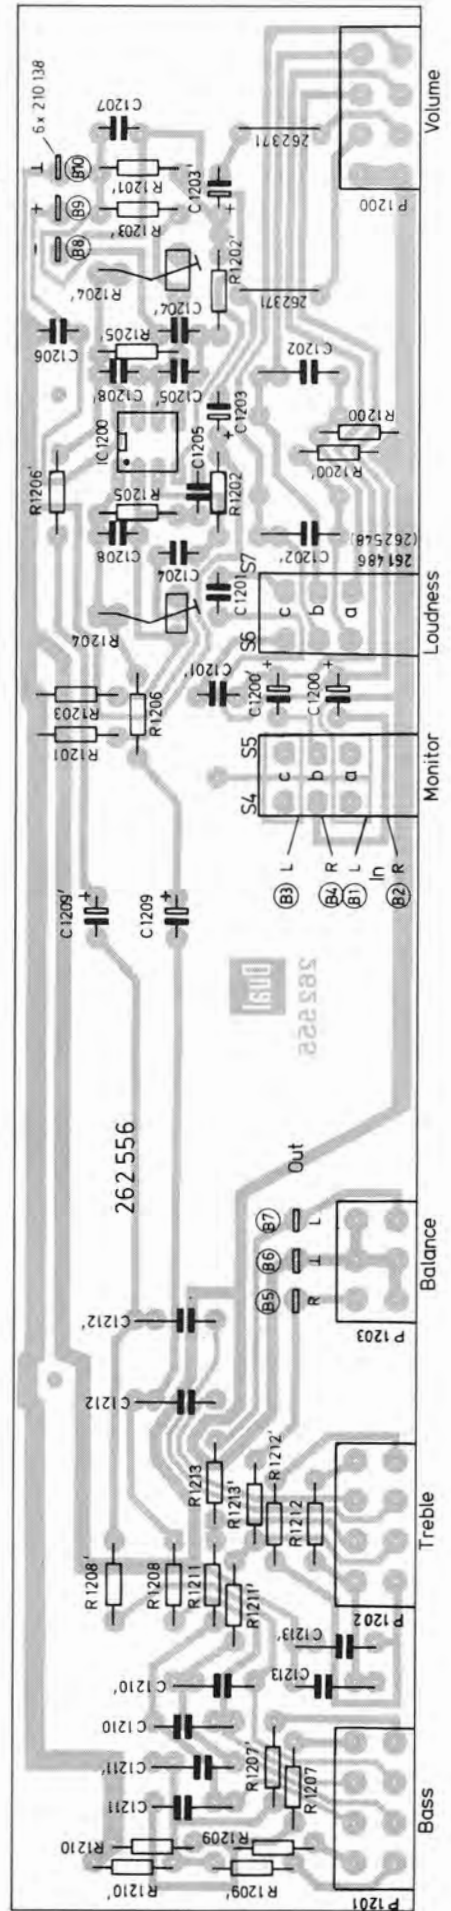 6 x 210 138
C1207
B10
⊥
R1201'
C1203'
+
Volume
P1200
B9
+
R1203'
262371
B8
−
R1204'
R1202'
C1204'
262371
C1206
R1205'
C1208'
C1205'
C1202
C1203
+
R1200
R1200'
IC1200
C1205
R1206'
R1205
R1202
C1208
C1204
C1202'
(262548)
261486
C1201
S7
S6
c
b
a
Loudness
R1204
C1201'
R1203
R1206
R1201
C1200'
+
C1200
+
S5
S4
c
b
a
Monitor
B3 L
B4 R
B1 L
In
B2 R
C1209'
+
C1209
+
Dual
262555
262556
Out
B7 L
B6 ⊥
B5 R
Balance
P1203
C1212'
C1212
R1213
R1213'
R1212'
R1212
Treble
P1202
R1208'
R1208
R1211
R1211'
C1213'
C1213
C1210'
C1210
C1211'
C1211
R1207'
R1207
Bass
P1201
R1210
R1209
R1210'
R1209'